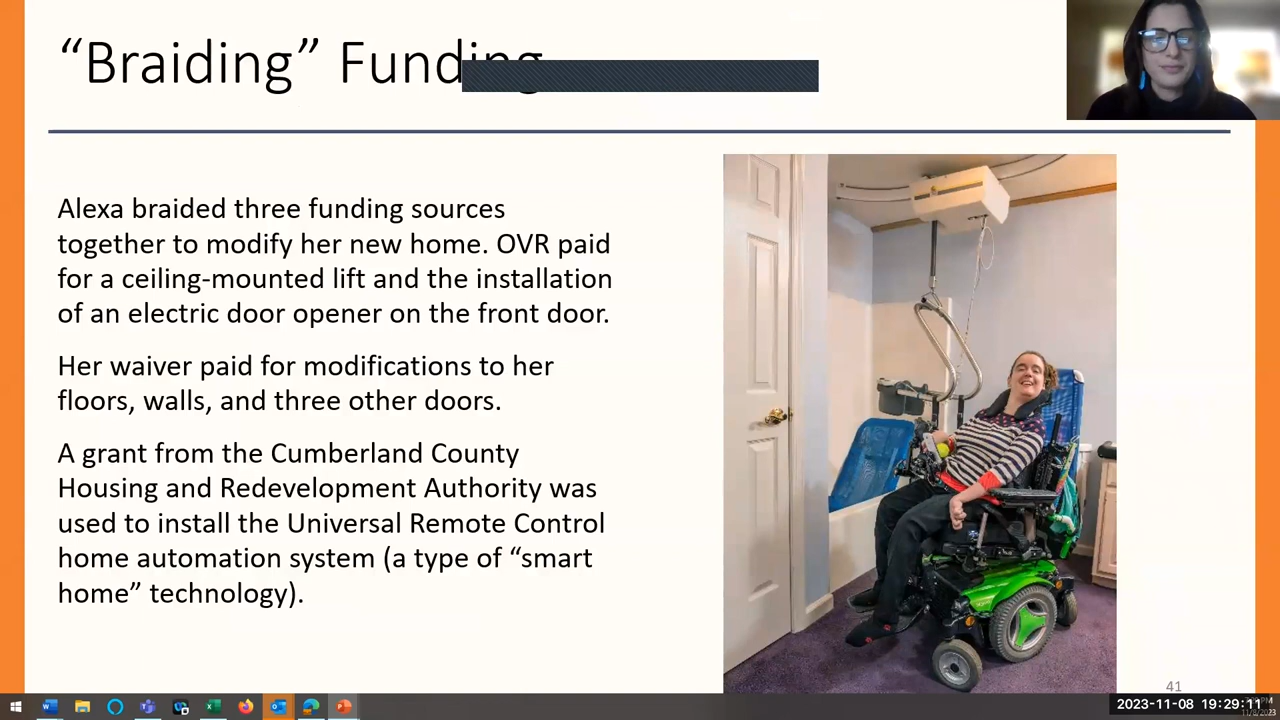 “Braiding” Funding
Alexa braided three funding sources
together to modify her new home. OVR paid
for a ceiling-mounted lift and the installation
of an electric door opener on the front door.
Her waiver paid for modifications to her
floors, walls, and three other doors.
A grant from the Cumberland County
Housing and Redevelopment Authority was
used to install the Universal Remote Control
home automation system (a type of “smart
home” technology).
41
2023-11-08 19:29:11